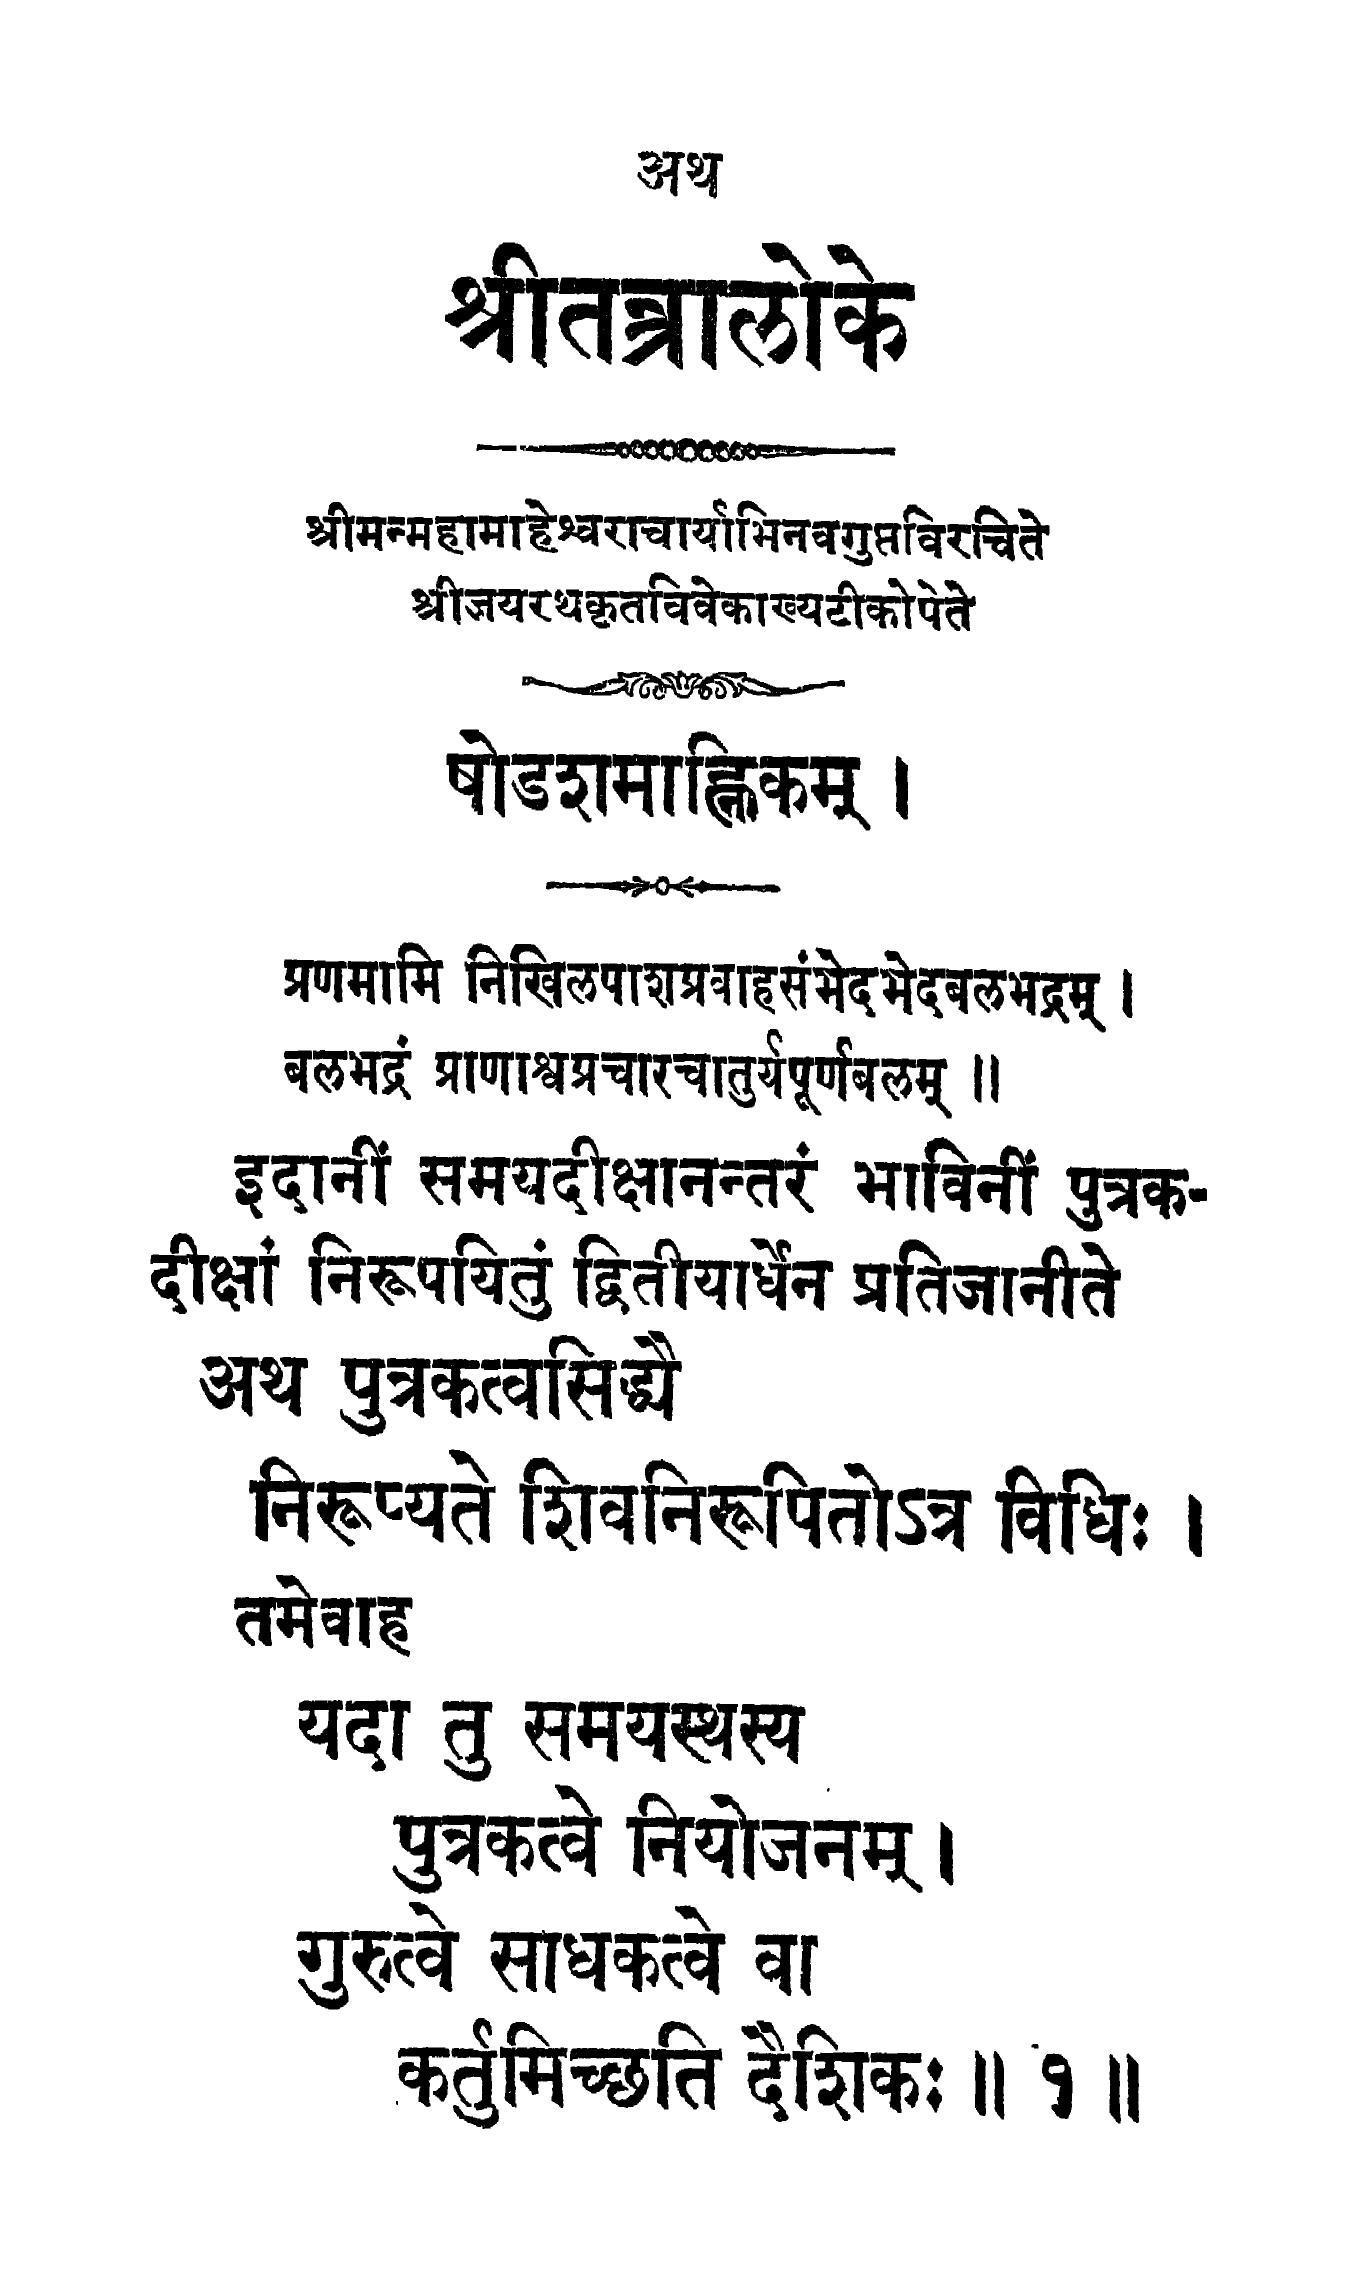 अथ
श्रीतन्त्रालोके
श्रीमन्महामाहेश्वराचार्याभिनवगुप्तविरचिते
श्रीजयरथकृतविवेकाख्यटीकोपेते
षोडशमाह्निकम् ।
प्रणमामि निखिलपाशप्रवाहसंभेदभेदबलभद्रम् ।
बलभद्रं प्राणाश्वप्रचारचातुर्यपूर्णबलम् ॥
इदानीं समयदीक्षानन्तरं भाविनीं पुत्रक-
दीक्षां निरूपयितुं द्वितीयार्धेन प्रतिजानीते
अथ पुत्रकत्वसिद्ध्यै
निरूप्यते शिवनिरूपितोऽत्र विधिः ।
तमेवाह
यदा तु समयस्थस्य
पुत्रकत्वे नियोजनम् ।
गुरुत्वे साधकत्वे वा
कर्तुमिच्छति दैशिकः ॥ १ ॥